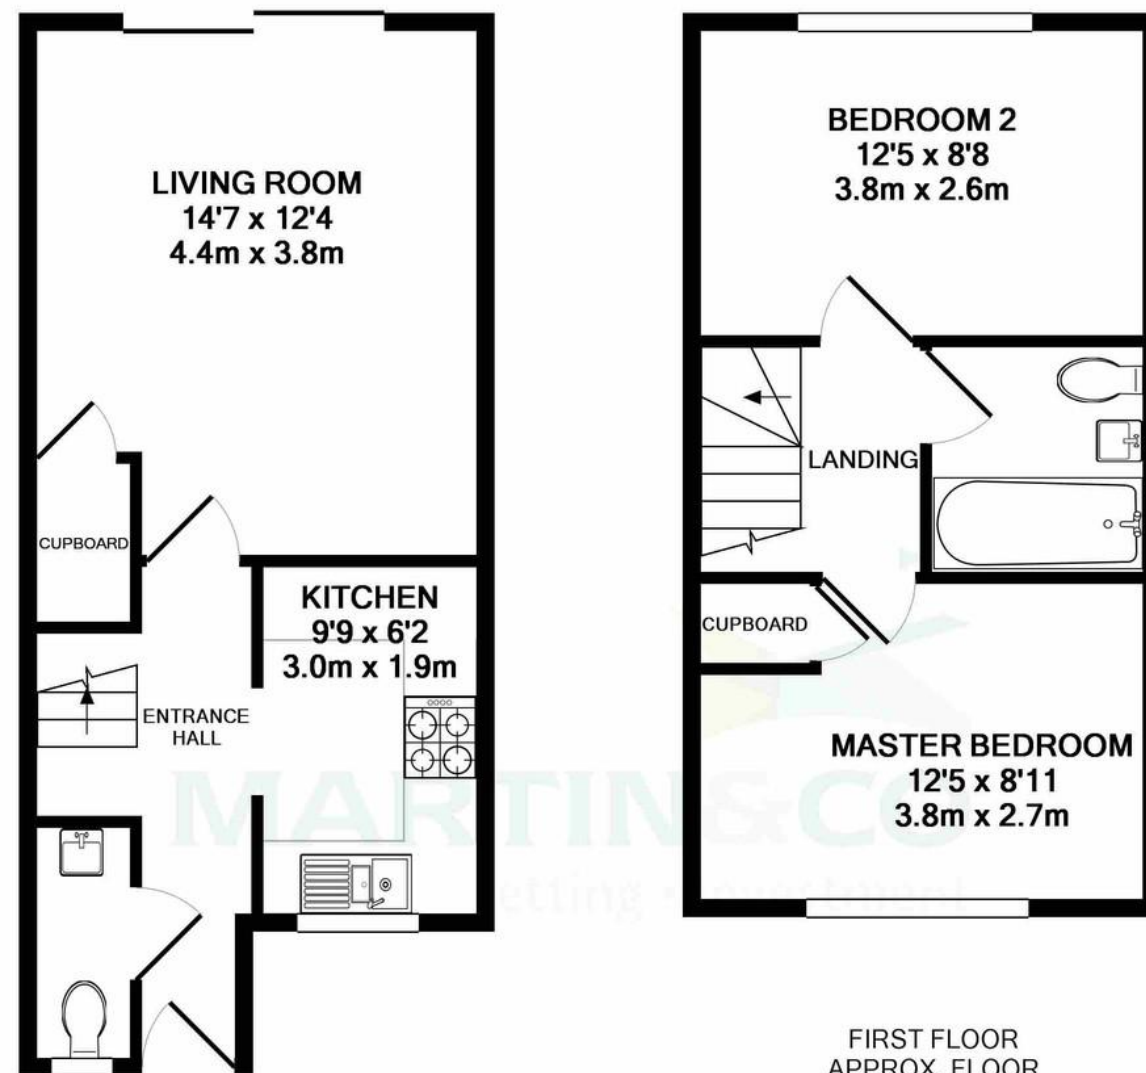 LIVING ROOM
14'7 x 12'4
4.4m x 3.8m
CUPBOARD
KITCHEN
9'9 x 6'2
3.0m x 1.9m
ENTRANCE
HALL
BEDROOM 2
12'5 x 8'8
3.8m x 2.6m
LANDING
CUPBOARD
MASTER BEDROOM
12'5 x 8'11
3.8m x 2.7m
MARTIN&CO
FIRST FLOOR
APPROX. FLOOR